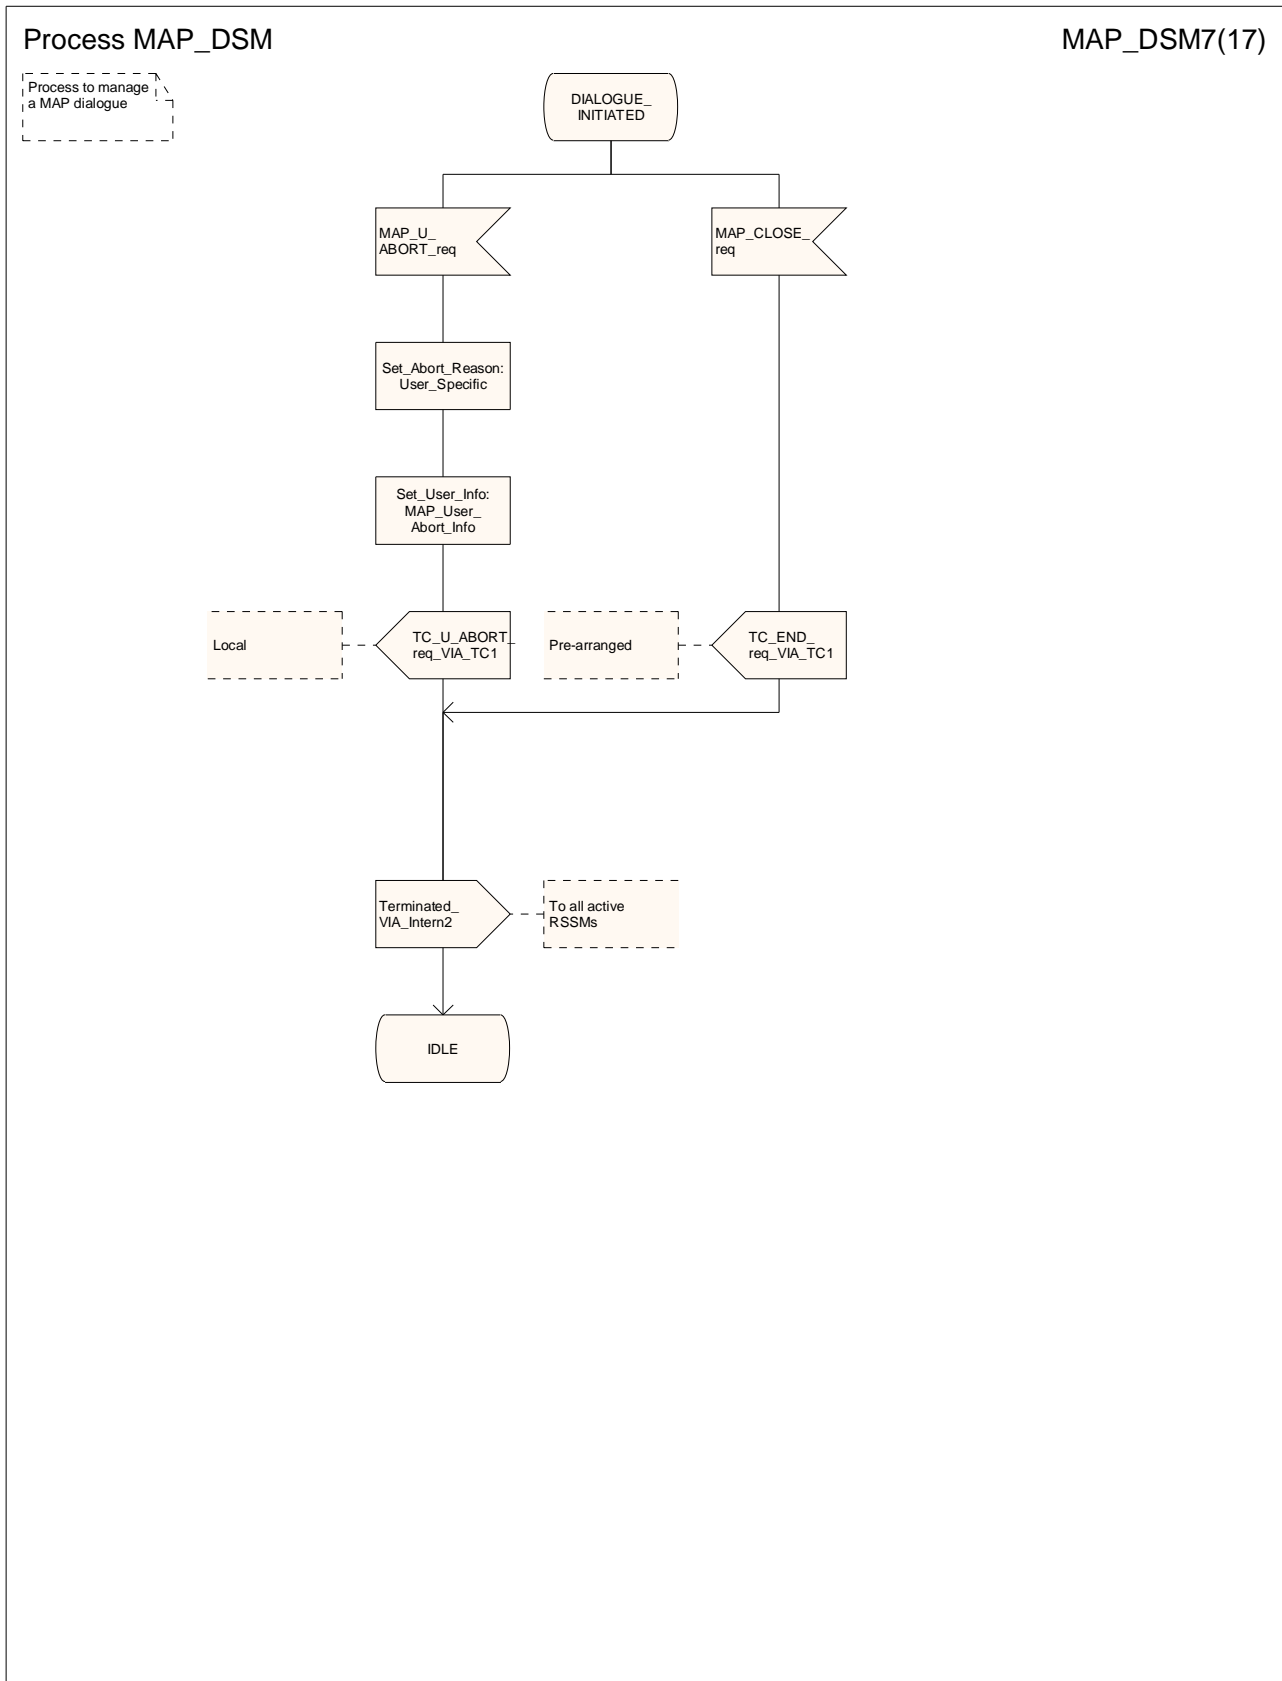 Process MAP_DSM
MAP_DSM7(17)
Process to manage
a MAP dialogue
DIALOGUE_
INITIATED
MAP_U_
ABORT_req
MAP_CLOSE_
req
Set_Abort_Reason:
User_Specific
Set_User_Info:
MAP_User_
Abort_Info
Local
TC_U_ABORT_
req_VIA_TC1
Pre-arranged
TC_END_
req_VIA_TC1
Terminated_
VIA_Intern2
To all active
RSSMs
IDLE